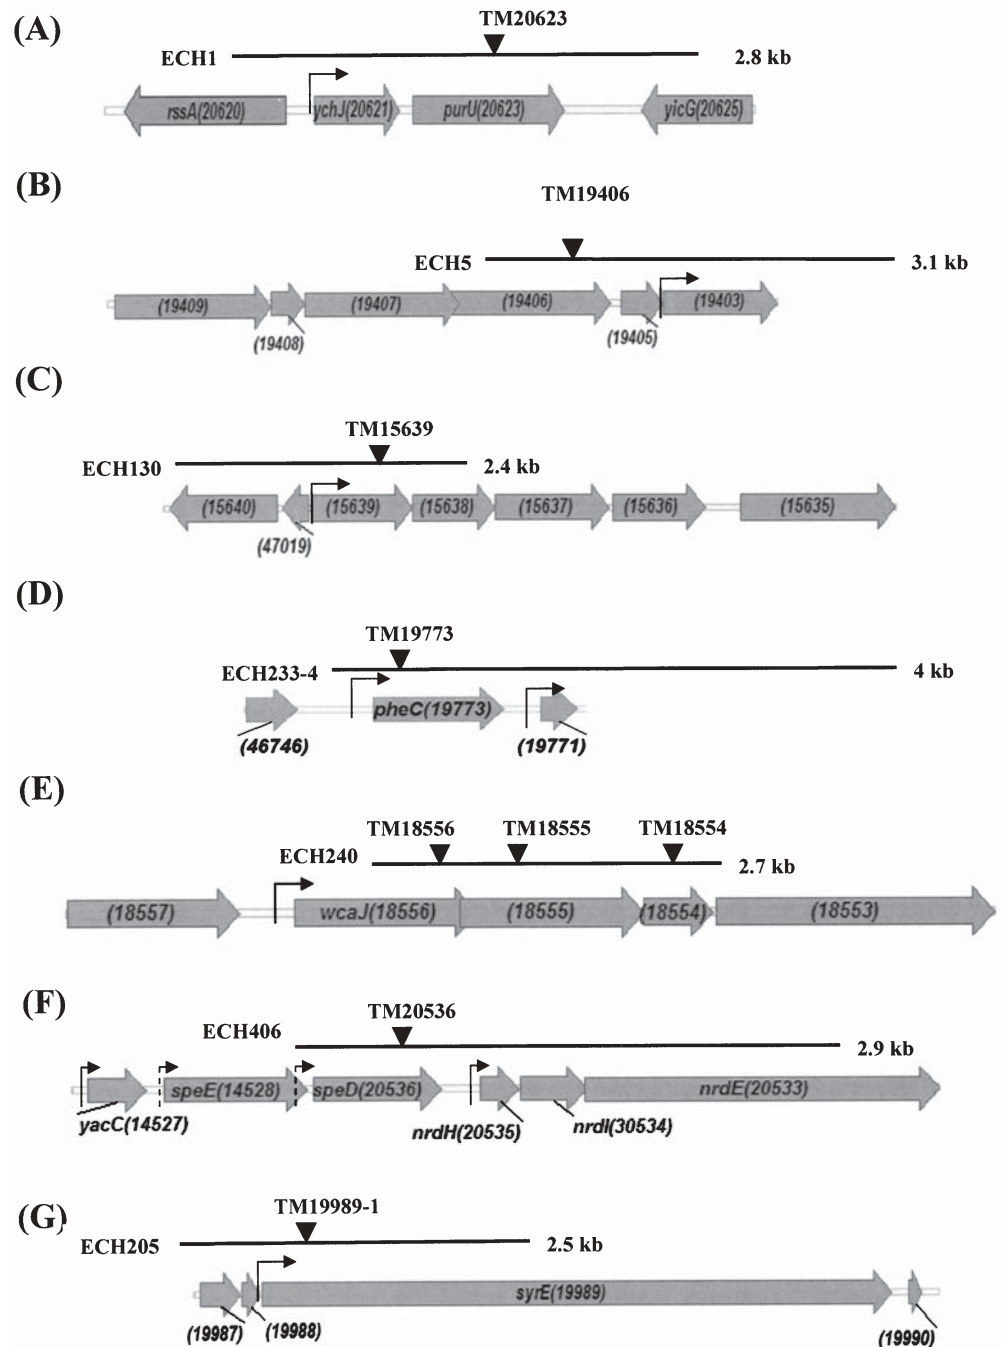 (A)
TM20623
ECH1
2.8 kb
rssA(20620)
ychJ(20621)
purU(20623)
yicG(20625)
(B)
TM19406
ECH5
3.1 kb
(19409)
(19407)
(19406)
(19403)
(19408)
(19405)
(C)
TM15639
ECH130
2.4 kb
(15640)
(15639)
(15638)
(15637)
(15636)
(15635)
(47019)
(D)
TM19773
ECH233-4
4 kb
pheC(19773)
(46746)
(19771)
(E)
TM18556
TM18555
TM18554
ECH240
2.7 kb
(18557)
wcaJ(18556)
(18555)
(18554)
(18553)
(F)
TM20536
ECH406
2.9 kb
speE(14528)
speD(20536)
nrdE(20533)
yacC(14527)
nrdH(20535)
nrdI(30534)
(G)
TM19989-1
ECH205
2.5 kb
syrE(19989)
(19987)
(19988)
(19990)